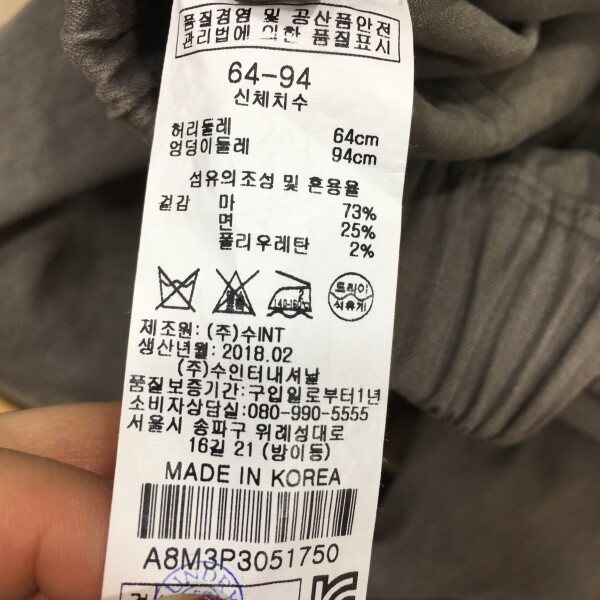 품질경영 및 공산품안전
관리법에 의한 품질표시
64-94
신체치수
허리둘레 64cm
엉덩이둘레 94cm
섬유의조성 및 혼용율
겉감 마 73%
면 25%
폴리우레탄 2%
140-160℃
드라이
석유계
제조원: (주)수INT
생산년월: 2018.02
(주)수인터내셔날
품질보증기간: 구입일로부터1년
소비자상담실: 080-990-5555
서울시 송파구 위례성대로
16길 21 (방이동)
MADE IN KOREA
A8M3P3051750